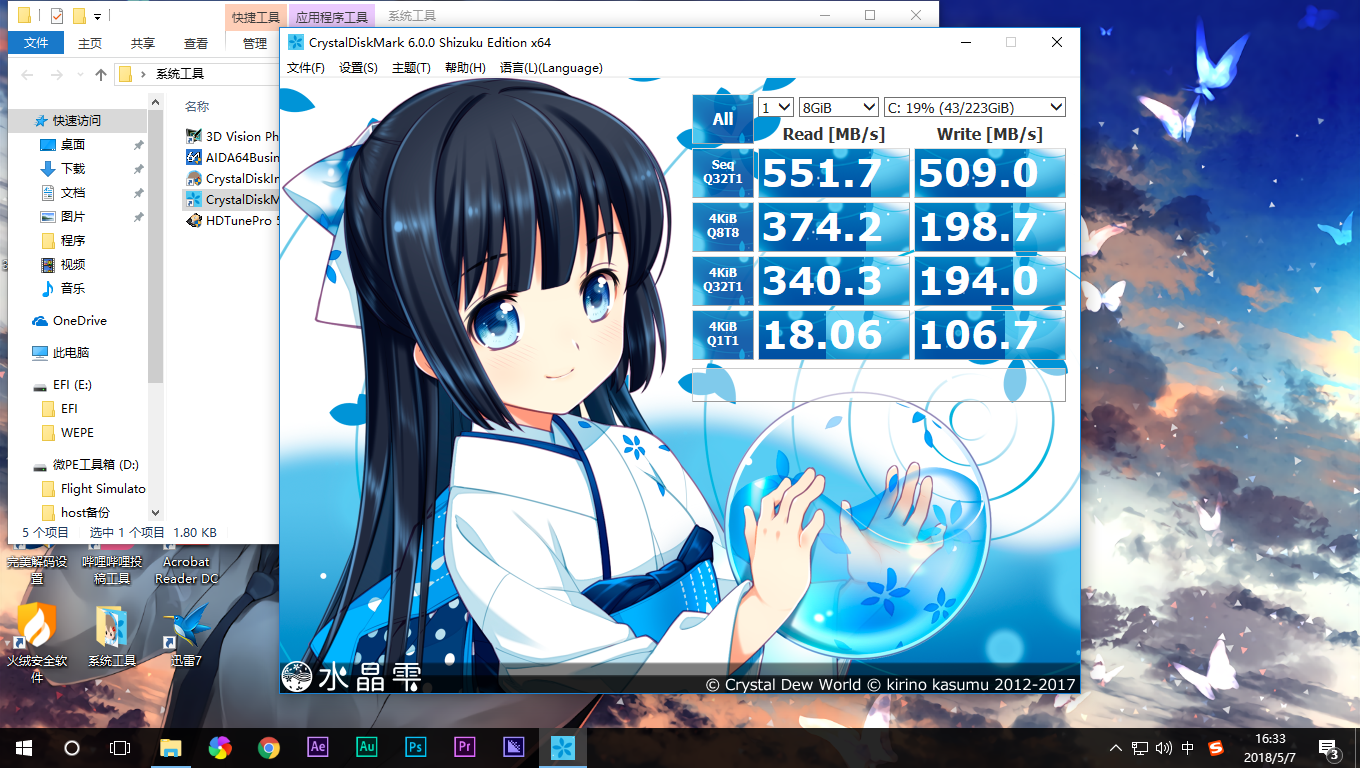 快捷工具 应用程序工具 系统工具
文件 主页 共享 查看 管理
系统工具
快速访问
桌面
下载
文档
图片
程序
视频
音乐
OneDrive
此电脑
EFI (E:)
EFI
WEPE
微PE工具箱 (D:)
Flight Simulato
host备份
名称
3D Vision Ph
AIDA64Busin
CrystalDiskIn
CrystalDiskM
HDTunePro 5
5 个项目 选中 1 个项目 1.80 KB
CrystalDiskMark 6.0.0 Shizuku Edition x64
文件(F) 设置(S) 主题(T) 帮助(H) 语言(L)(Language)
All 1 8GiB C: 19% (43/223GiB)
Read [MB/s] Write [MB/s]
Seq Q32T1 551.7 509.0
4KiB Q8T8 374.2 198.7
4KiB Q32T1 340.3 194.0
4KiB Q1T1 18.06 106.7
水晶雫
© Crystal Dew World © kirino kasumu 2012-2017
完美解码设置
哔哩哔哩投稿工具
Acrobat Reader DC
火绒安全软件
系统工具
迅雷7
Ae Au Ps Pr
中
16:33
2018/5/7
3